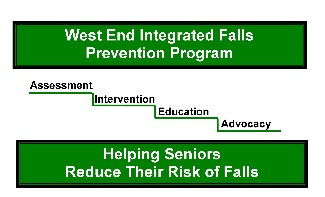 West End Integrated Falls
Prevention Program
Assessment
Intervention
Education
Advocacy
Helping Seniors
Reduce Their Risk of Falls